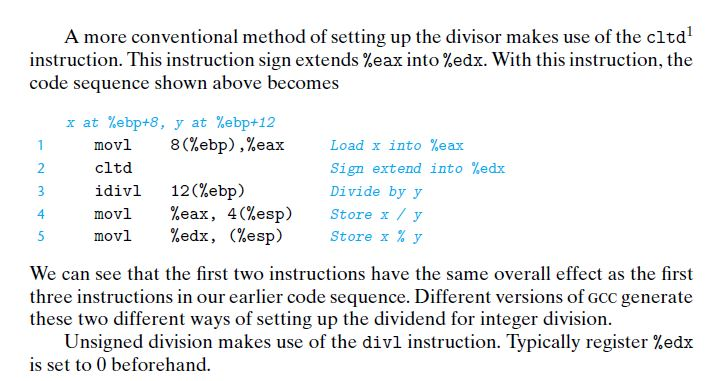 A more conventional method of setting up the divisor makes use of the cltd¹
instruction. This instruction sign extends %eax into %edx. With this instruction, the
code sequence shown above becomes
x at %ebp+8, y at %ebp+12
1 movl 8(%ebp),%eax Load x into %eax
2 cltd Sign extend into %edx
3 idivl 12(%ebp) Divide by y
4 movl %eax, 4(%esp) Store x / y
5 movl %edx, (%esp) Store x % y
We can see that the first two instructions have the same overall effect as the first
three instructions in our earlier code sequence. Different versions of GCC generate
these two different ways of setting up the dividend for integer division.
Unsigned division makes use of the divl instruction. Typically register %edx
is set to 0 beforehand.